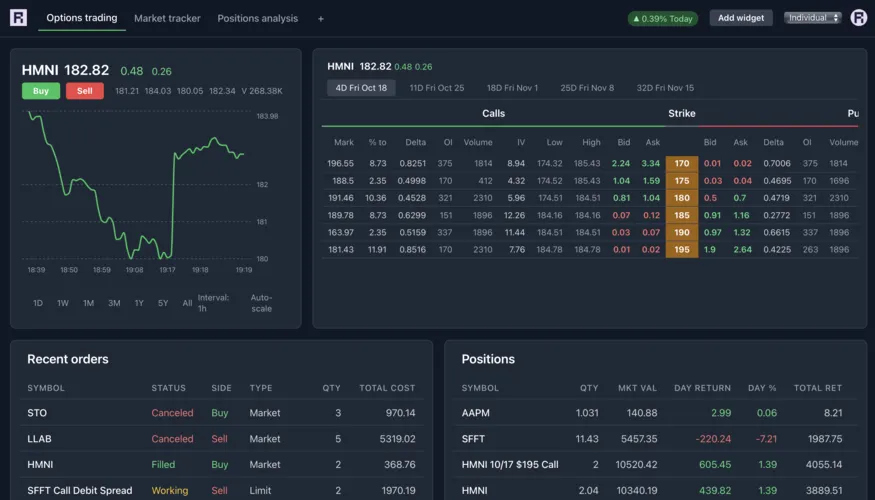 R Options trading Market tracker Positions analysis + ▲ 0.39% Today Add widget Individual R
HMNI 182.82 0.48 0.26
Buy Sell 181.21 184.03 180.05 182.34 V 268.38K
183.98
182
181
180
18:39 18:50 18:59 19:08 19:17 19:18 19:19
1D 1W 1M 3M 1Y 5Y All Interval: 1h Auto-scale
HMNI 182.82 0.48 0.26
4D Fri Oct 18 11D Fri Oct 25 18D Fri Nov 1 25D Fri Nov 8 32D Fri Nov 15
Calls Strike Pu
Mark % to Delta OI Volume IV Low High Bid Ask Bid Ask Delta OI Volume
196.55 8.73 0.8251 375 1814 8.94 174.32 185.43 2.24 3.34 170 0.01 0.02 0.7006 375 1814
188.5 2.35 0.4998 170 412 4.32 174.52 185.43 1.04 1.59 175 0.03 0.04 0.4695 170 1696
191.46 10.36 0.4528 321 2310 5.96 174.51 184.51 0.81 1.04 180 0.5 0.7 0.4719 321 2310
189.78 8.73 0.6299 151 1896 12.26 184.16 184.16 0.07 0.12 185 0.91 1.16 0.2772 151 1896
163.97 2.35 0.5159 337 1896 11.44 184.51 184.51 0.03 0.07 190 0.97 1.32 0.6615 337 1896
181.43 11.91 0.8516 170 2310 7.76 184.78 184.78 0.01 0.02 195 1.9 2.64 0.4225 263 1896
Recent orders
SYMBOL STATUS SIDE TYPE QTY TOTAL COST
STO Canceled Buy Market 3 970.14
LLAB Canceled Sell Market 5 5319.02
HMNI Filled Buy Market 2 368.76
SFFT Call Debit Spread Working Sell Limit 2 1970.19
Positions
SYMBOL QTY MKT VAL DAY RETURN DAY % TOTAL RET
AAPM 1.031 140.88 2.99 0.06 8.21
SFFT 11.43 5457.35 -220.24 -7.21 1987.75
HMNI 10/17 $195 Call 2 10520.42 605.45 1.39 4055.14
HMNI 2.04 10340.19 439.82 1.39 3889.51